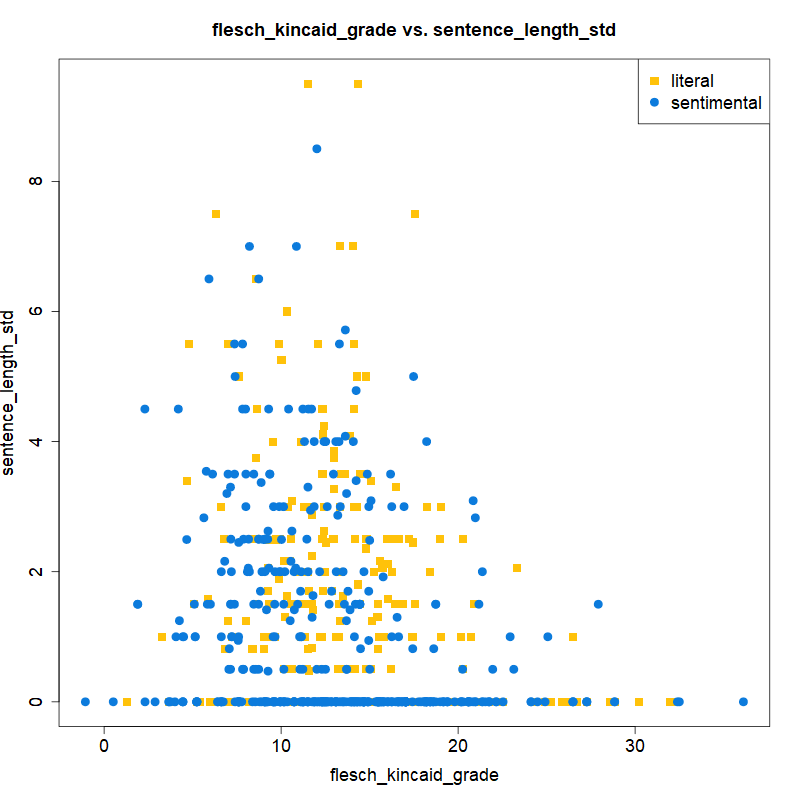 flesch_kincaid_grade vs. sentence_length_std
literal
sentimental
sentence_length_std
8
6
4
2
0
0 10 20 30
flesch_kincaid_grade